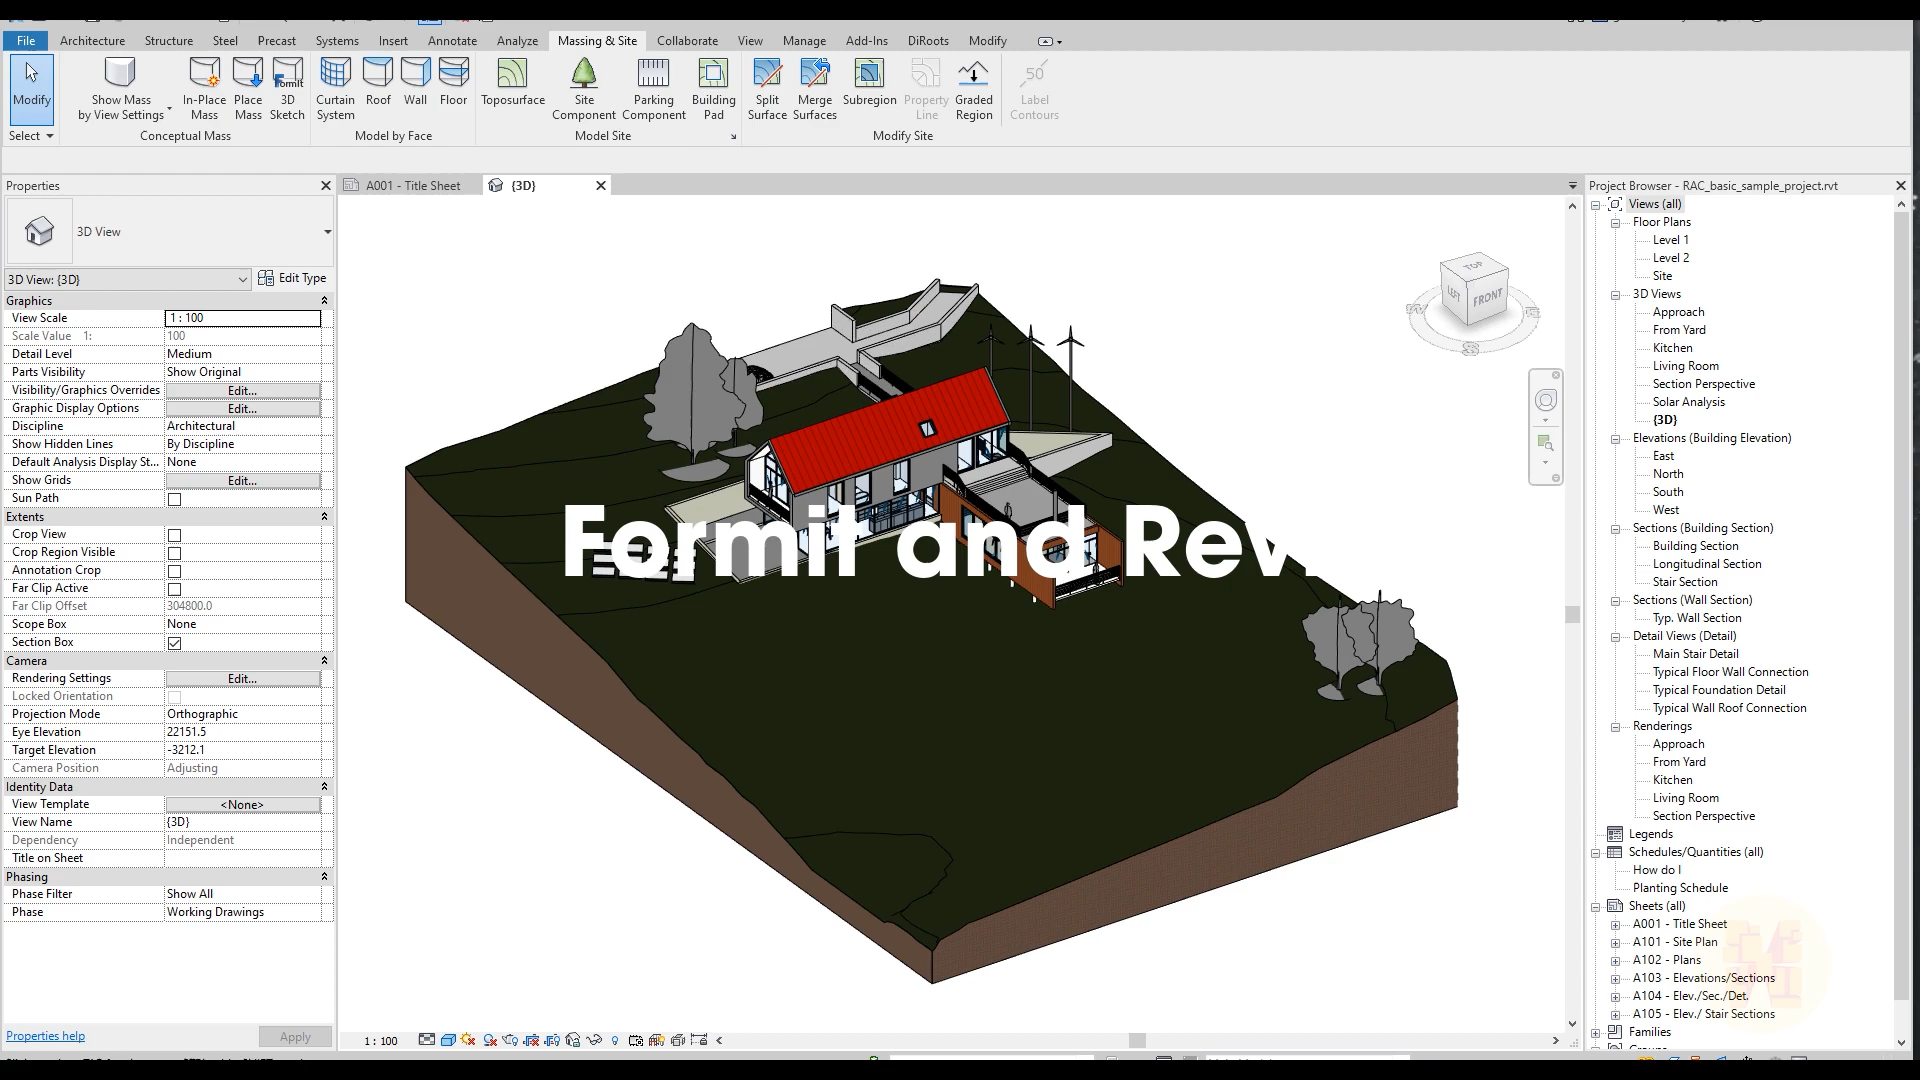 File Architecture Structure Steel Precast Systems Insert Annotate Analyze Massing & Site Collaborate View Manage Add-Ins DiRoots Modify
Modify
Show Mass
by View Settings
In-Place
Mass
Place
Mass
Formit
3D
Sketch
Curtain
System
Roof
Wall
Floor
Toposurface
Site
Component
Parking
Component
Building
Pad
Split
Surface
Merge
Surfaces
Subregion
Property
Line
Graded
Region
50
Label
Contours
Select
Conceptual Mass
Model by Face
Model Site
Modify Site
Properties
3D View
3D View: {3D}
Edit Type
Graphics
View Scale 1 : 100
Scale Value 1: 100
Detail Level Medium
Parts Visibility Show Original
Visibility/Graphics Overrides Edit...
Graphic Display Options Edit...
Discipline Architectural
Show Hidden Lines By Discipline
Default Analysis Display St... None
Show Grids Edit...
Sun Path
Extents
Crop View
Crop Region Visible
Annotation Crop
Far Clip Active
Far Clip Offset 304800.0
Scope Box None
Section Box
Camera
Rendering Settings Edit...
Locked Orientation
Projection Mode Orthographic
Eye Elevation 22151.5
Target Elevation -3212.1
Camera Position Adjusting
Identity Data
View Template <None>
View Name {3D}
Dependency Independent
Title on Sheet
Phasing
Phase Filter Show All
Phase Working Drawings
Properties help
Apply
A001 - Title Sheet
{3D}
TOP
LEFT
FRONT
W
S
E
Formit and Rev
1 : 100
Project Browser - RAC_basic_sample_project.rvt
Views (all)
Floor Plans
Level 1
Level 2
Site
3D Views
Approach
From Yard
Kitchen
Living Room
Section Perspective
Solar Analysis
{3D}
Elevations (Building Elevation)
East
North
South
West
Sections (Building Section)
Building Section
Longitudinal Section
Stair Section
Sections (Wall Section)
Typ. Wall Section
Detail Views (Detail)
Main Stair Detail
Typical Floor Wall Connection
Typical Foundation Detail
Typical Wall Roof Connection
Renderings
Approach
From Yard
Kitchen
Living Room
Section Perspective
Legends
Schedules/Quantities (all)
How do I
Planting Schedule
Sheets (all)
A001 - Title Sheet
A101 - Site Plan
A102 - Plans
A103 - Elevations/Sections
A104 - Elev./Sec./Det.
A105 - Elev./ Stair Sections
Families